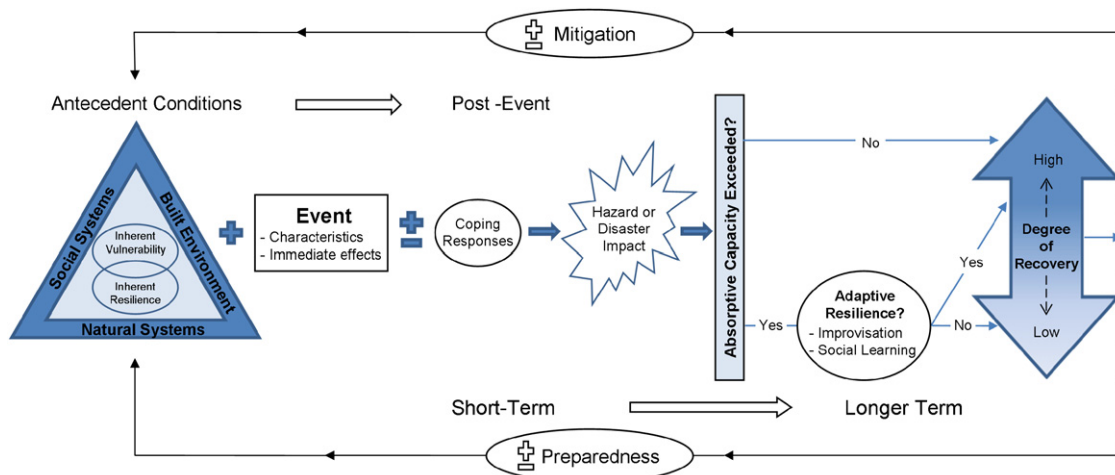 ± Mitigation
Antecedent Conditions
Post -Event
Social Systems
Built Environment
Natural Systems
Inherent
Vulnerability
Inherent
Resilience
+
Event
- Characteristics
- Immediate effects
±
Coping
Responses
Hazard or
Disaster
Impact
Absorptive Capacity Exceeded?
No
Yes
Adaptive
Resilience?
- Improvisation
- Social Learning
Yes
No
High
Degree of
Recovery
Low
Short-Term
Longer Term
± Preparedness